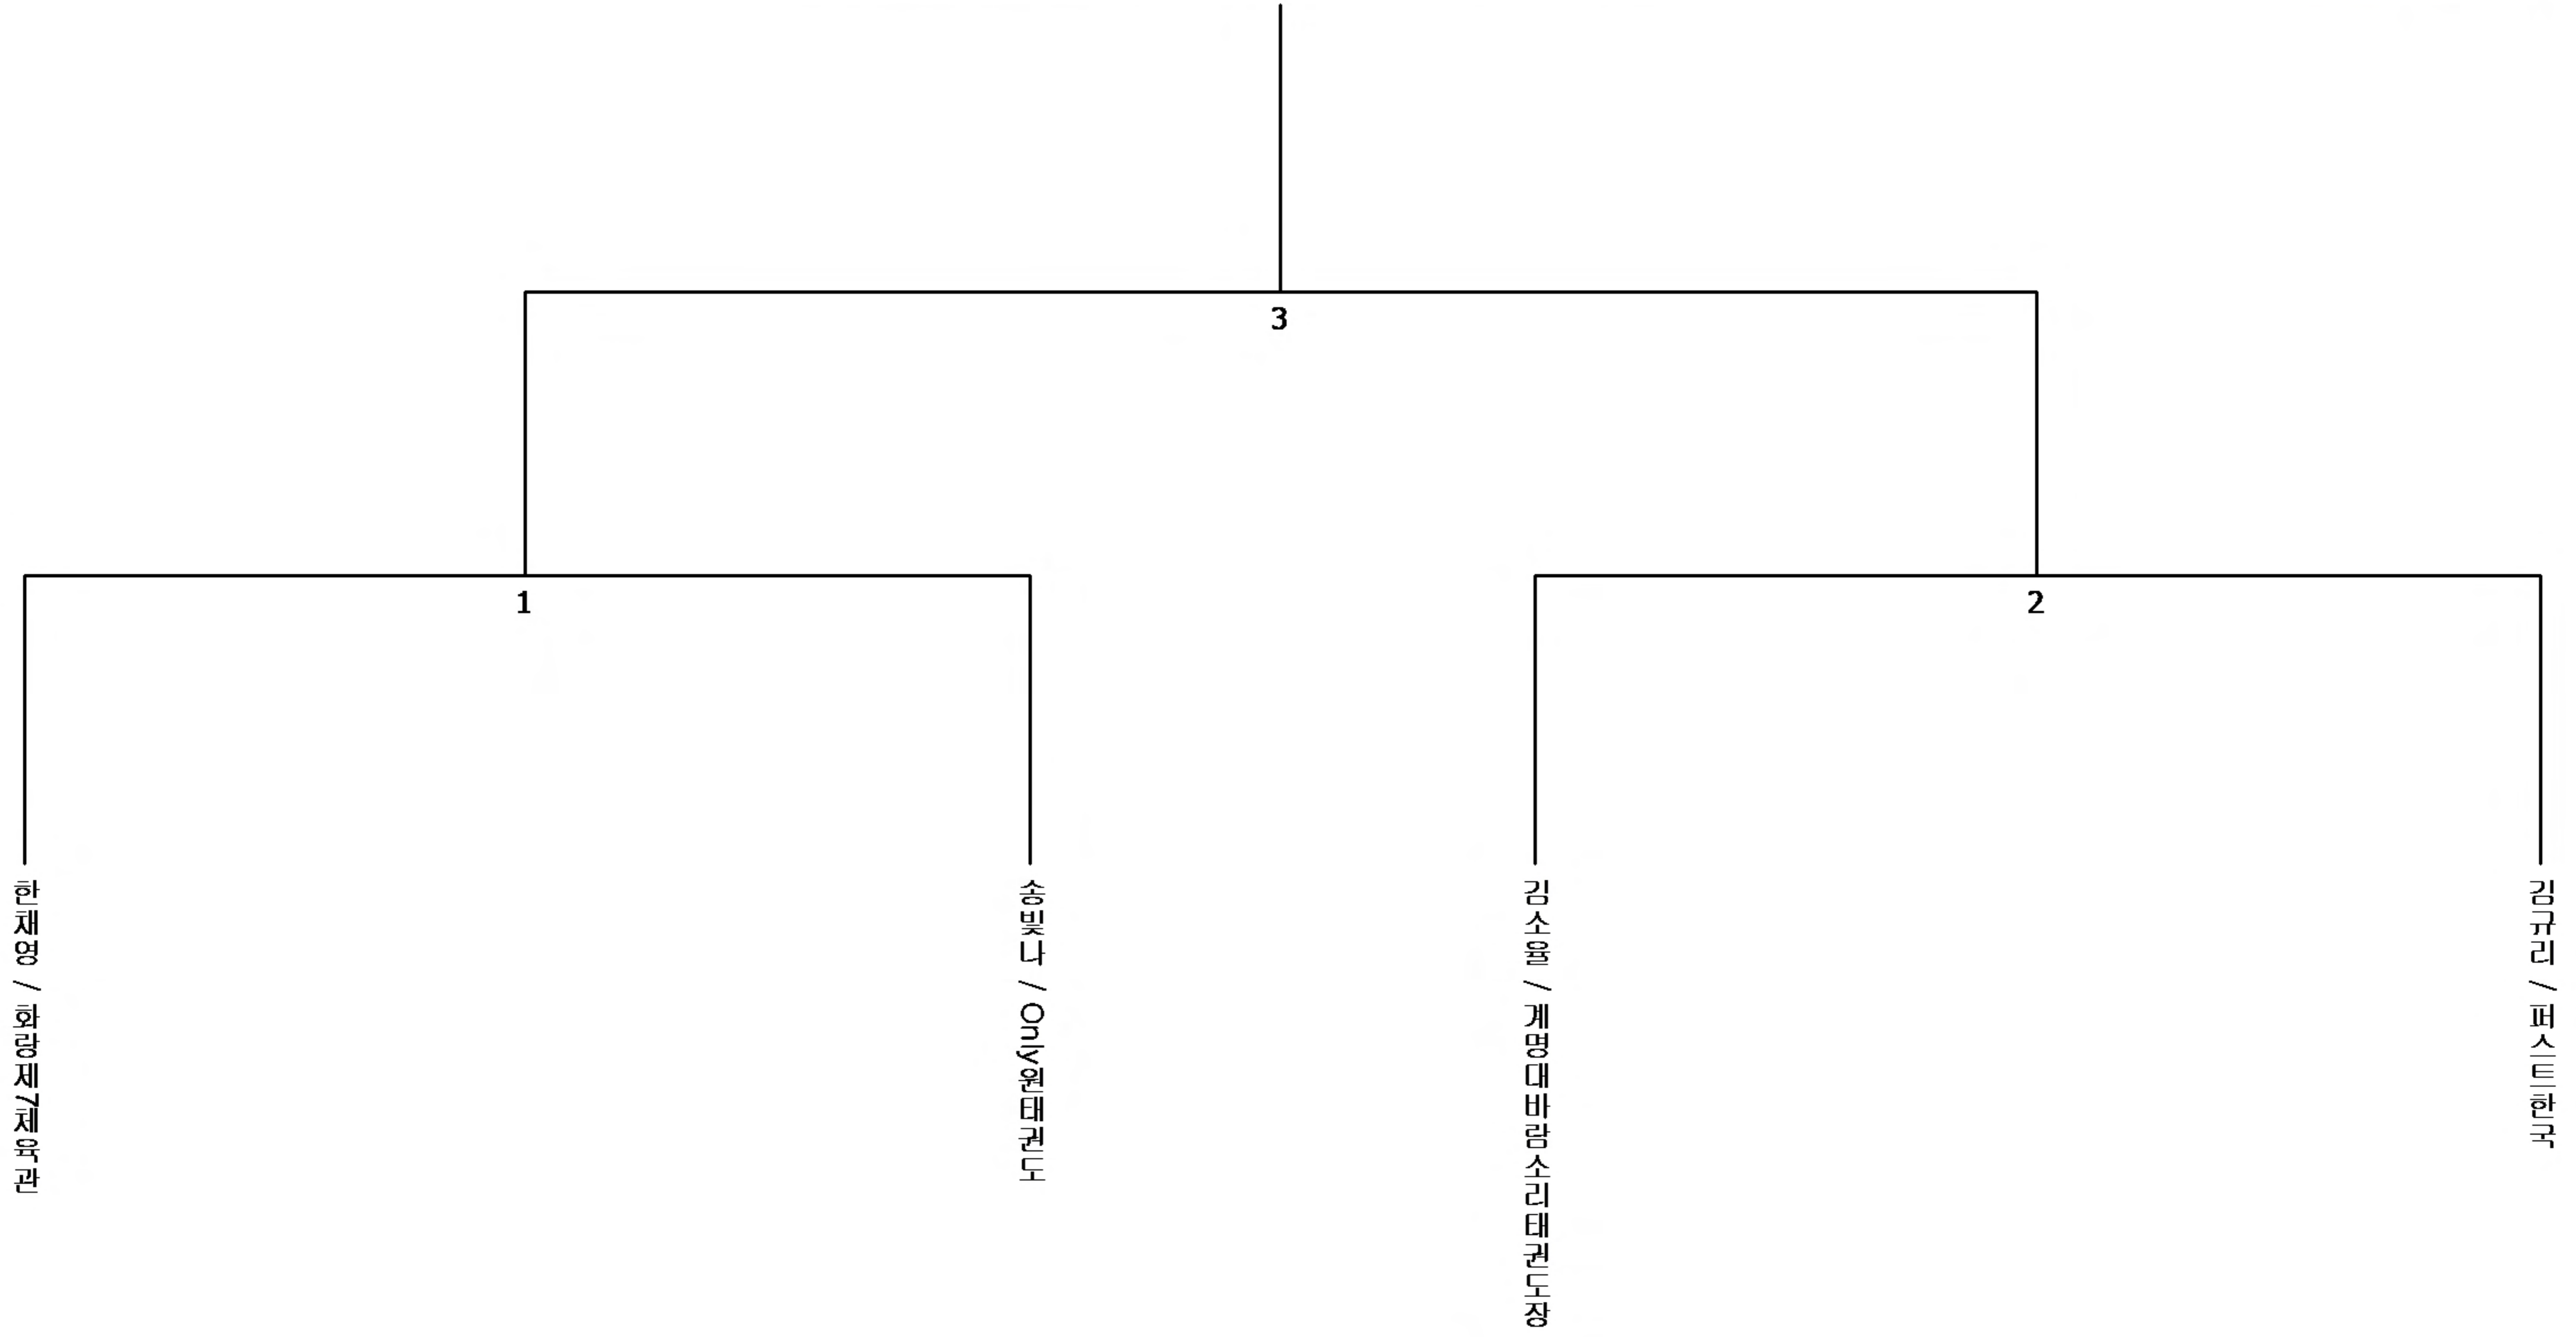 3
1
2
한채영 / 화랑제7체육관
송빛나 / Only원태권도
김소율 / 계명대바람소리태권도장
김규리 / 퍼스트한국